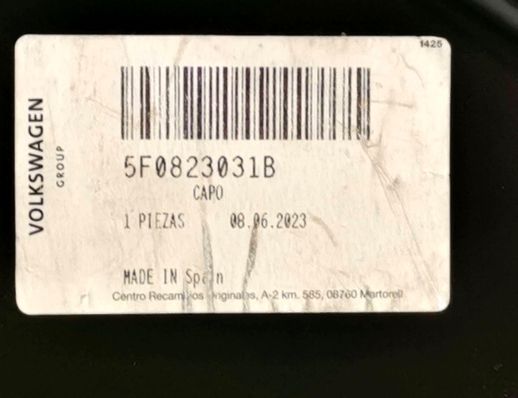 1425
VOLKSWAGEN
GROUP
5F0823031B
CAPO
1 PIEZAS 08.06.2023
MADE IN Spain
Centro Recambios Originales, A-2 km. 585, 08760 Martorell